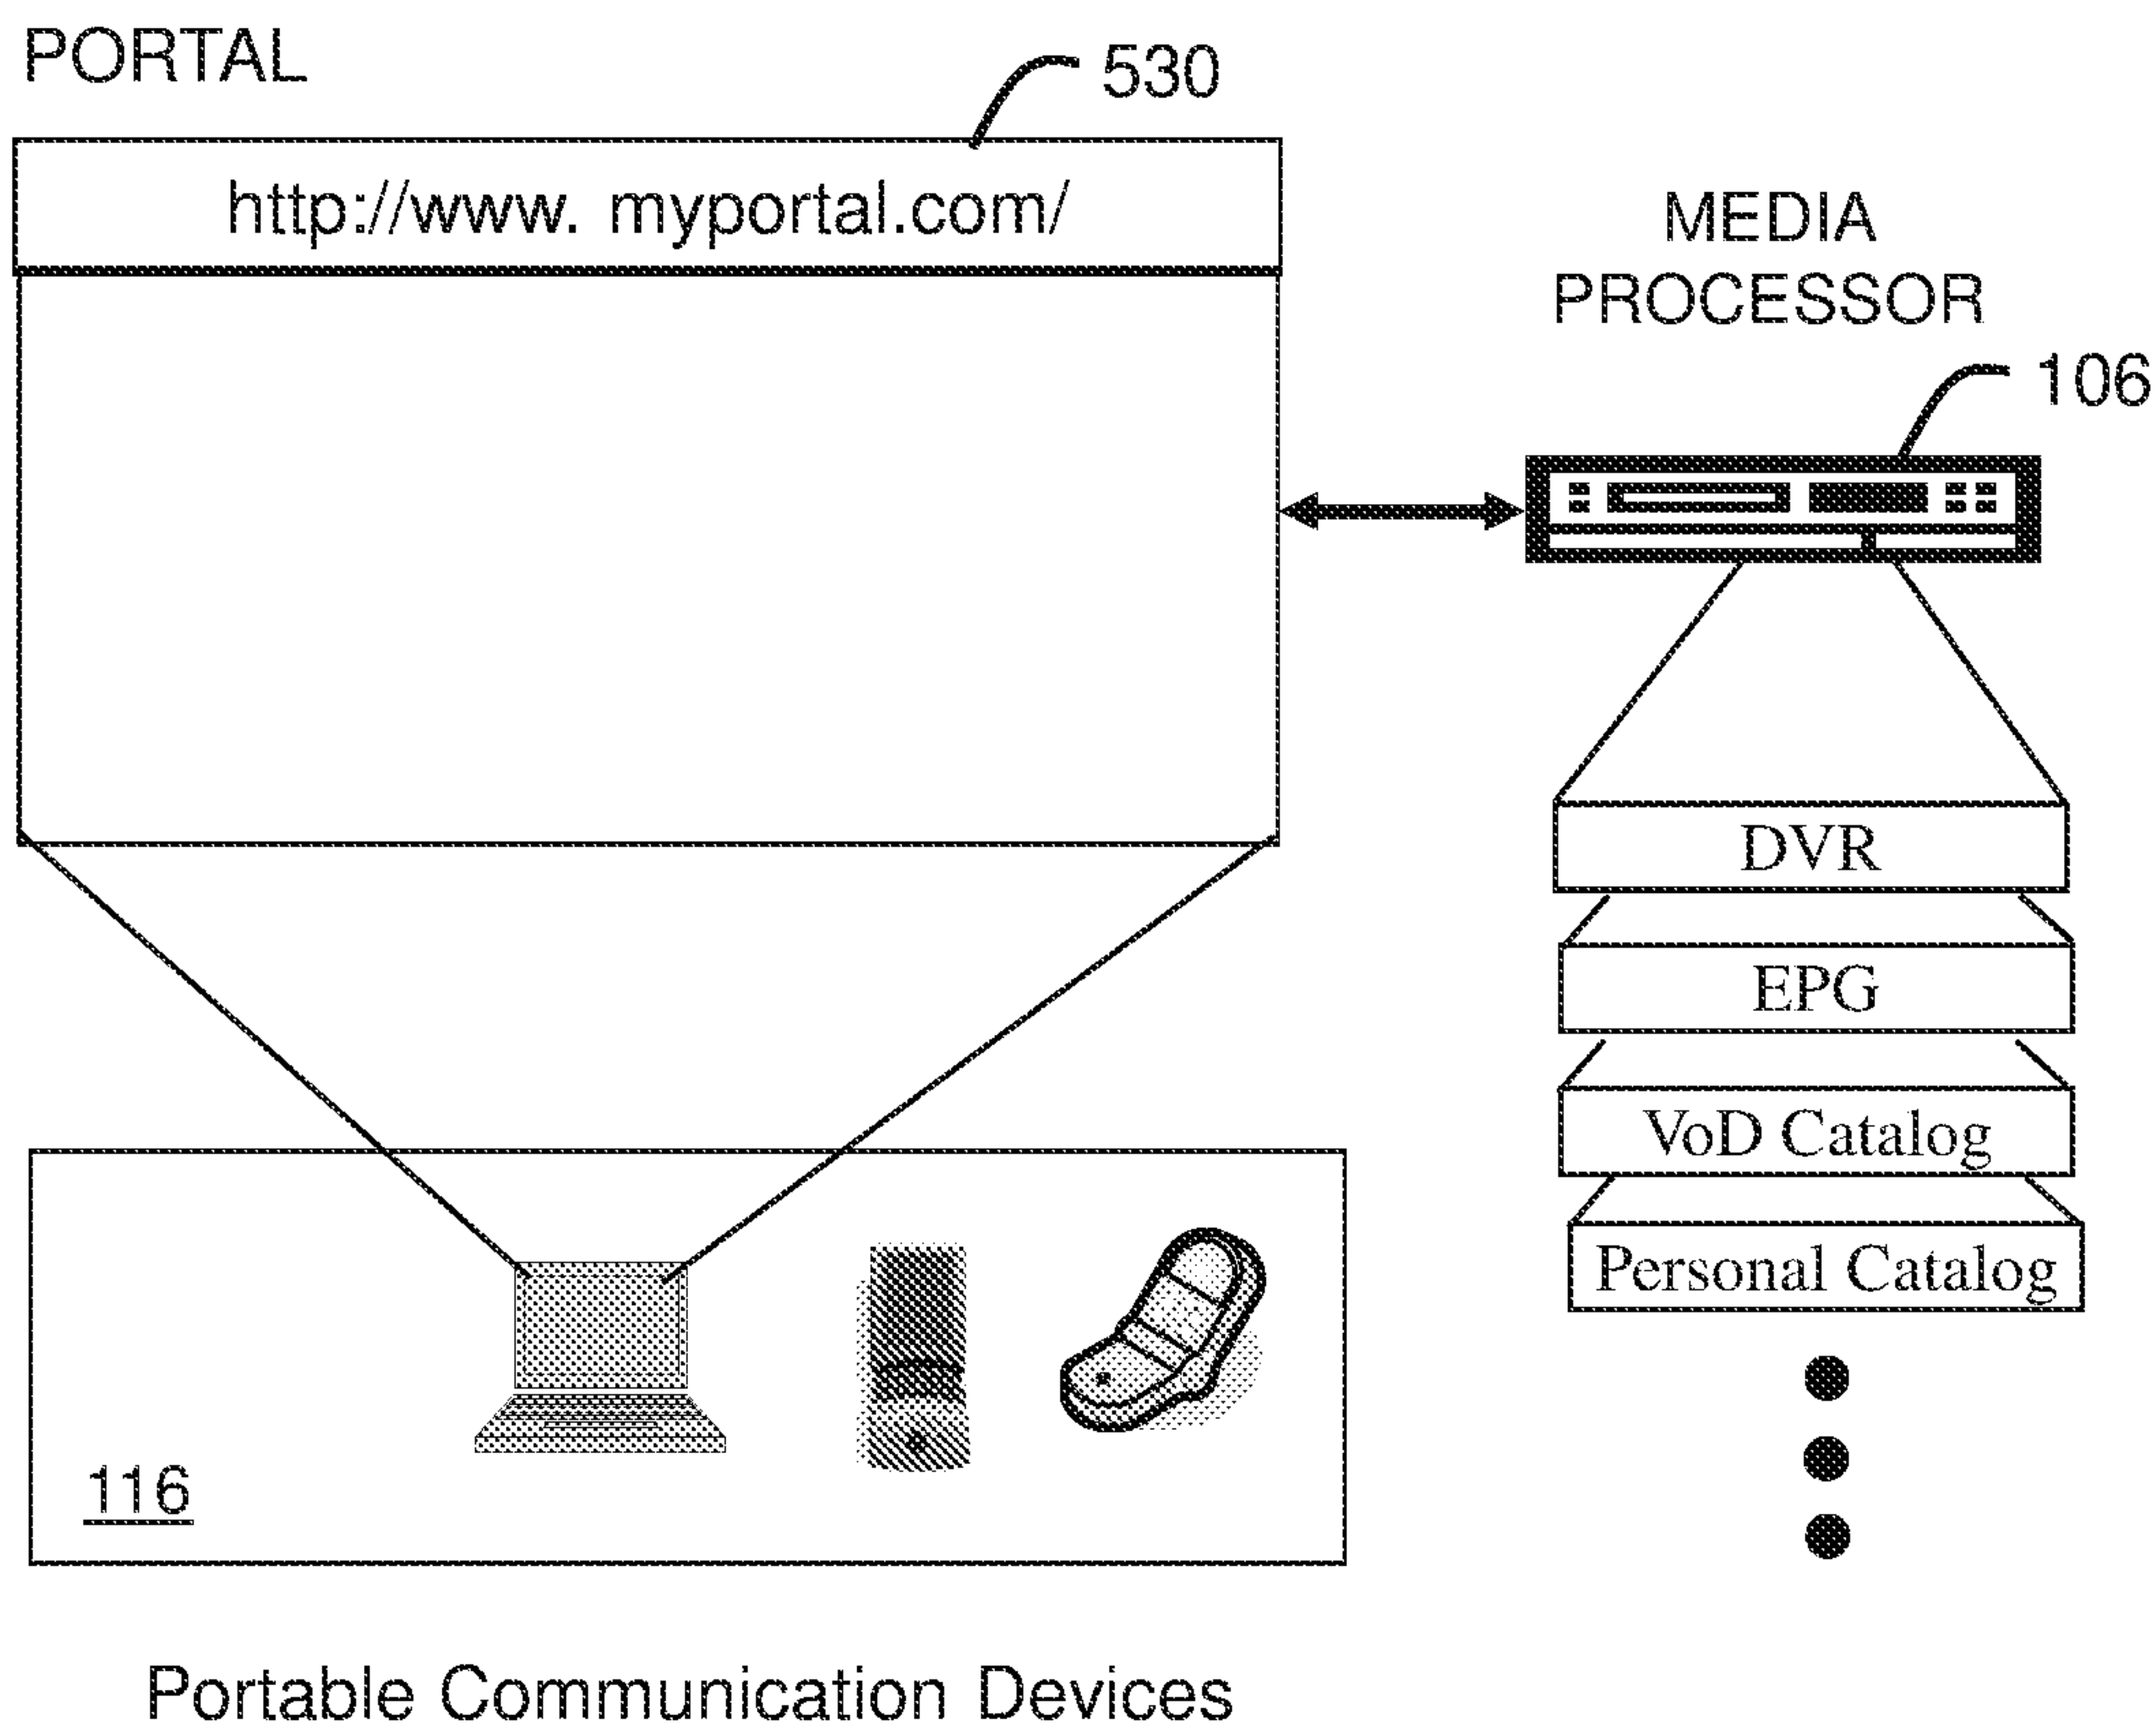 PORTAL
530
http://www. myportal.com/
MEDIA
PROCESSOR
106
DVR
EPG
VoD Catalog
Personal Catalog
116
Portable Communication Devices